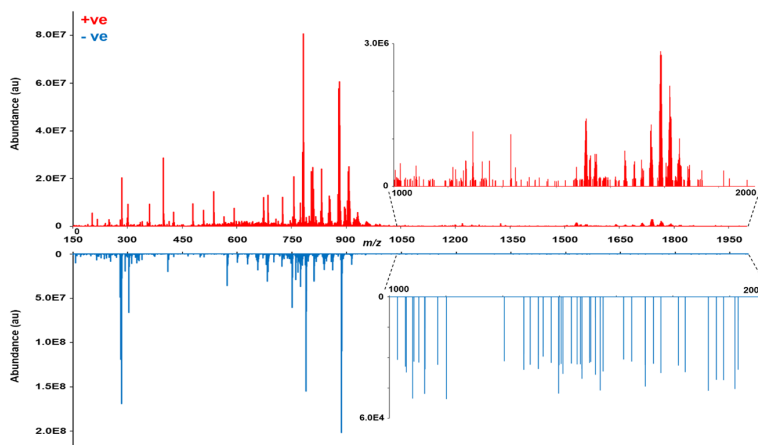 +ve
- ve
Abundance (au)
8.0E7
6.0E7
4.0E7
2.0E7
0
0
150 300 450 600 750 900 m/z 1050 1200 1350 1500 1650 1800 1950
3.0E6
0
1000 2000
Abundance (au)
0
5.0E7
1.0E8
1.5E8
2.0E8
0
1000 200
6.0E4